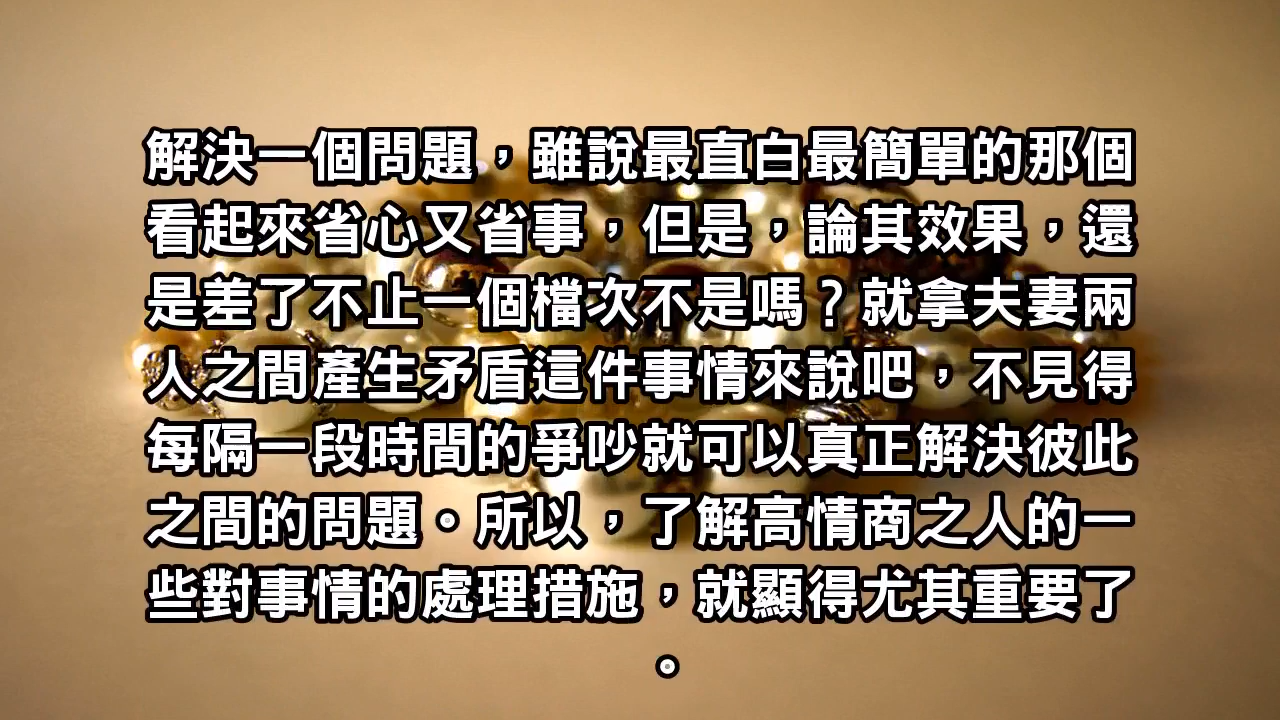 解決一個問題，雖說最直白最簡單的那個
看起來省心又省事，但是，論其效果，還
是差了不止一個檔次不是嗎？就拿夫妻兩
人之間產生矛盾這件事情來說吧，不見得
每隔一段時間的爭吵就可以真正解決彼此
之間的問題。所以，了解高情商之人的一
些對事情的處理措施，就顯得尤其重要了
。